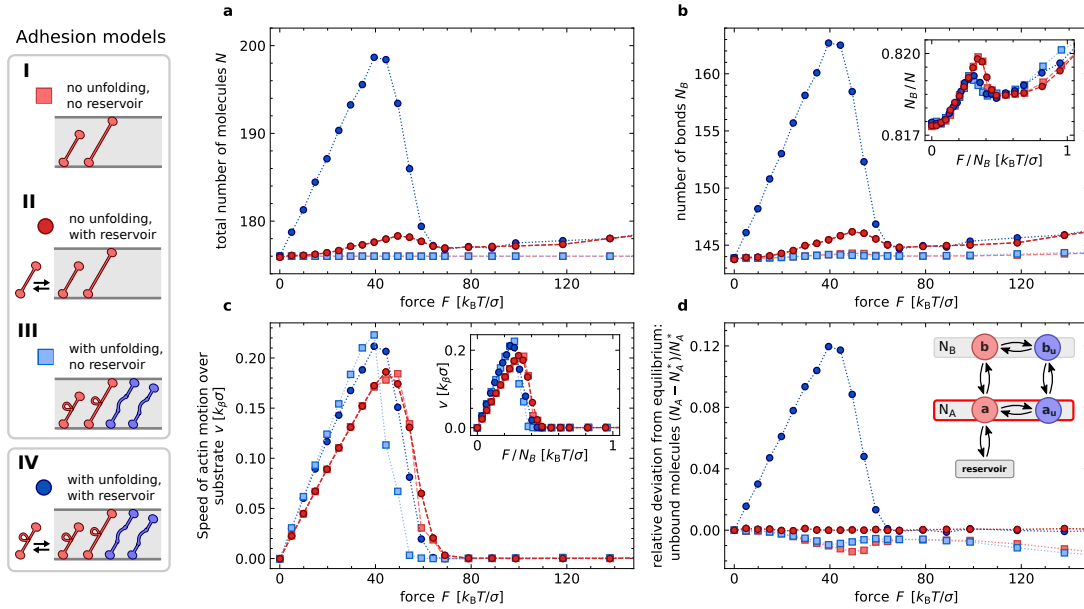 Adhesion models
I
no unfolding,
no reservoir
II
no unfolding,
with reservoir
III
with unfolding,
no reservoir
IV
with unfolding,
with reservoir
a
total number of molecules N
200
190
180
0
40
80
120
force F [k_BT/σ]
b
number of bonds N_B
160
155
150
145
0
40
80
120
force F [k_BT/σ]
N_B/N
0.820
0.817
0
1
F/N_B [k_BT/σ]
c
Speed of actin motion over
substrate v [k_βσ]
0.20
0.15
0.10
0.05
0.00
0
40
80
120
force F [k_BT/σ]
v [k_βσ]
0.2
0.0
0
1
F/N_B [k_BT/σ]
d
relative deviation from equilibrium:
unbound molecules (N_A − N_A^*)/N_A^*
0.12
0.08
0.04
0.00
0
40
80
120
force F [k_BT/σ]
N_B
b
b_u
N_A
a
a_u
reservoir